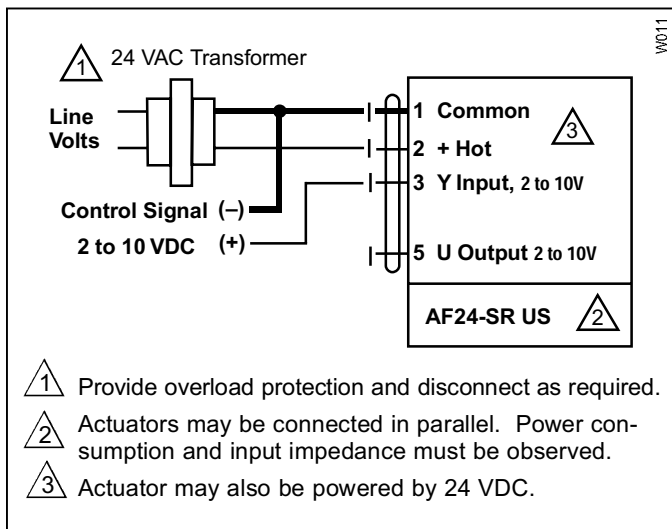 W011
1 24 VAC Transformer
Line
Volts
1 Common
3
2 + Hot
3 Y Input, 2 to 10V
Control Signal (–)
2 to 10 VDC (+)
5 U Output 2 to 10V
AF24-SR US 2
1 Provide overload protection and disconnect as required.
2 Actuators may be connected in parallel. Power con-
sumption and input impedance must be observed.
3 Actuator may also be powered by 24 VDC.